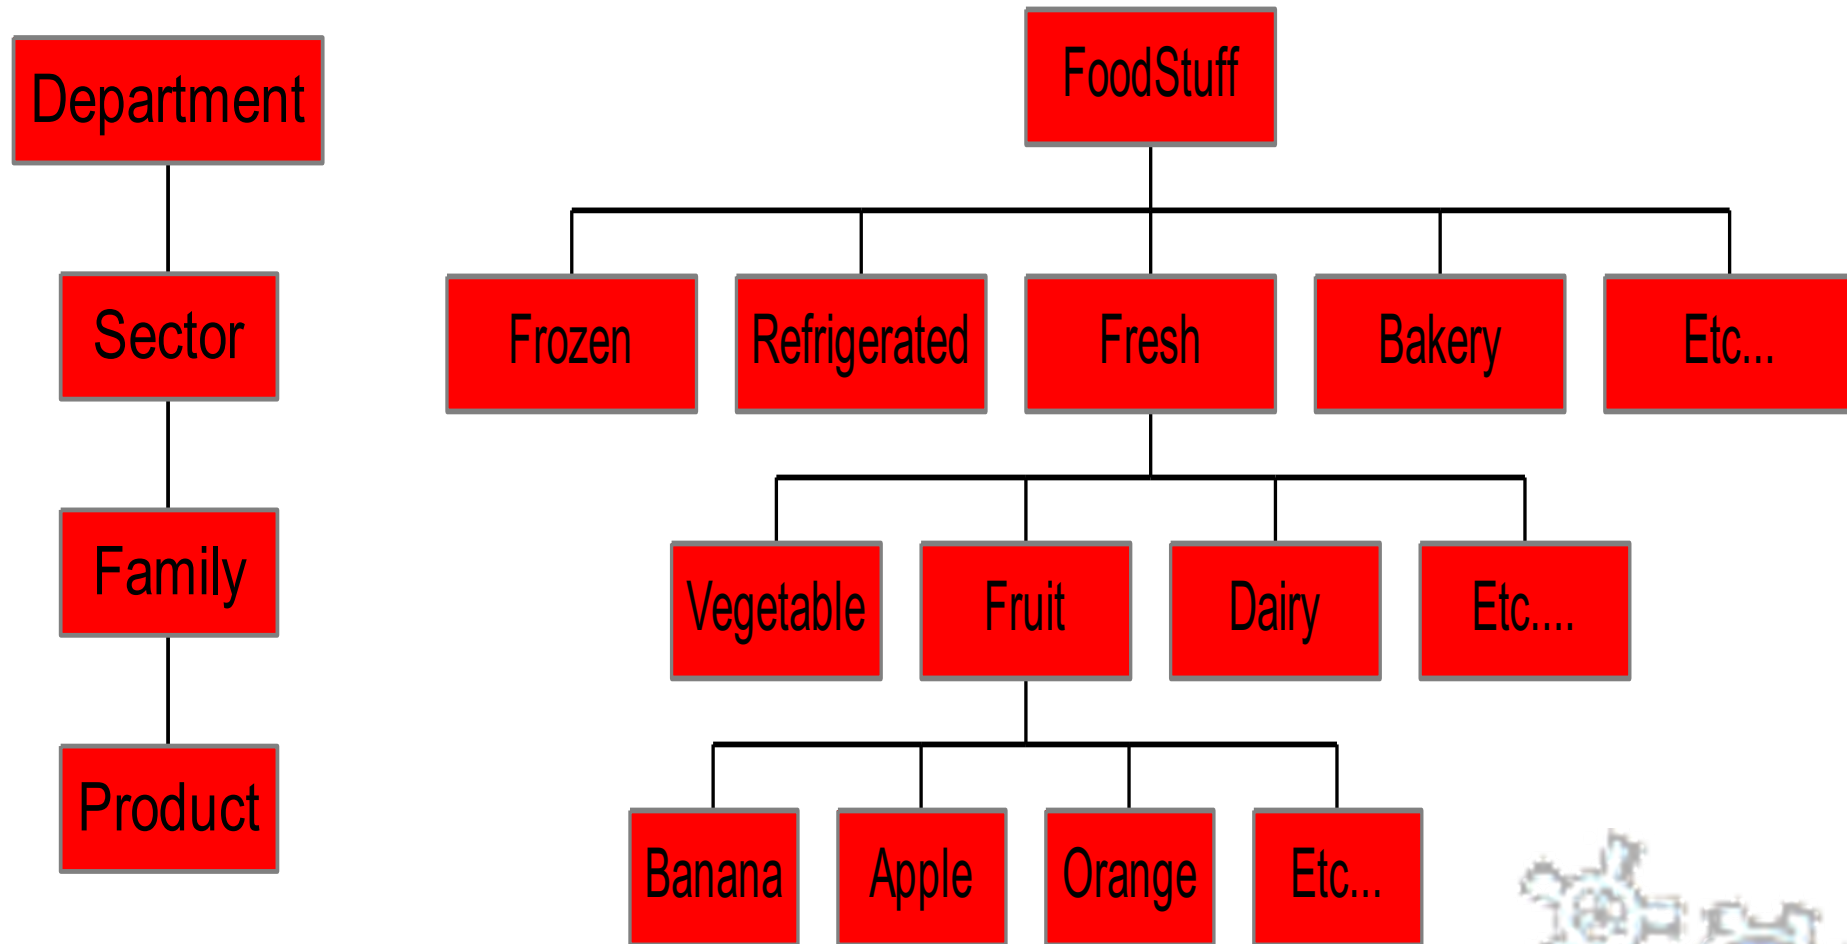 Department
FoodStuff
Sector
Frozen
Refrigerated
Fresh
Bakery
Etc...
Family
Vegetable
Fruit
Dairy
Etc....
Product
Banana
Apple
Orange
Etc...